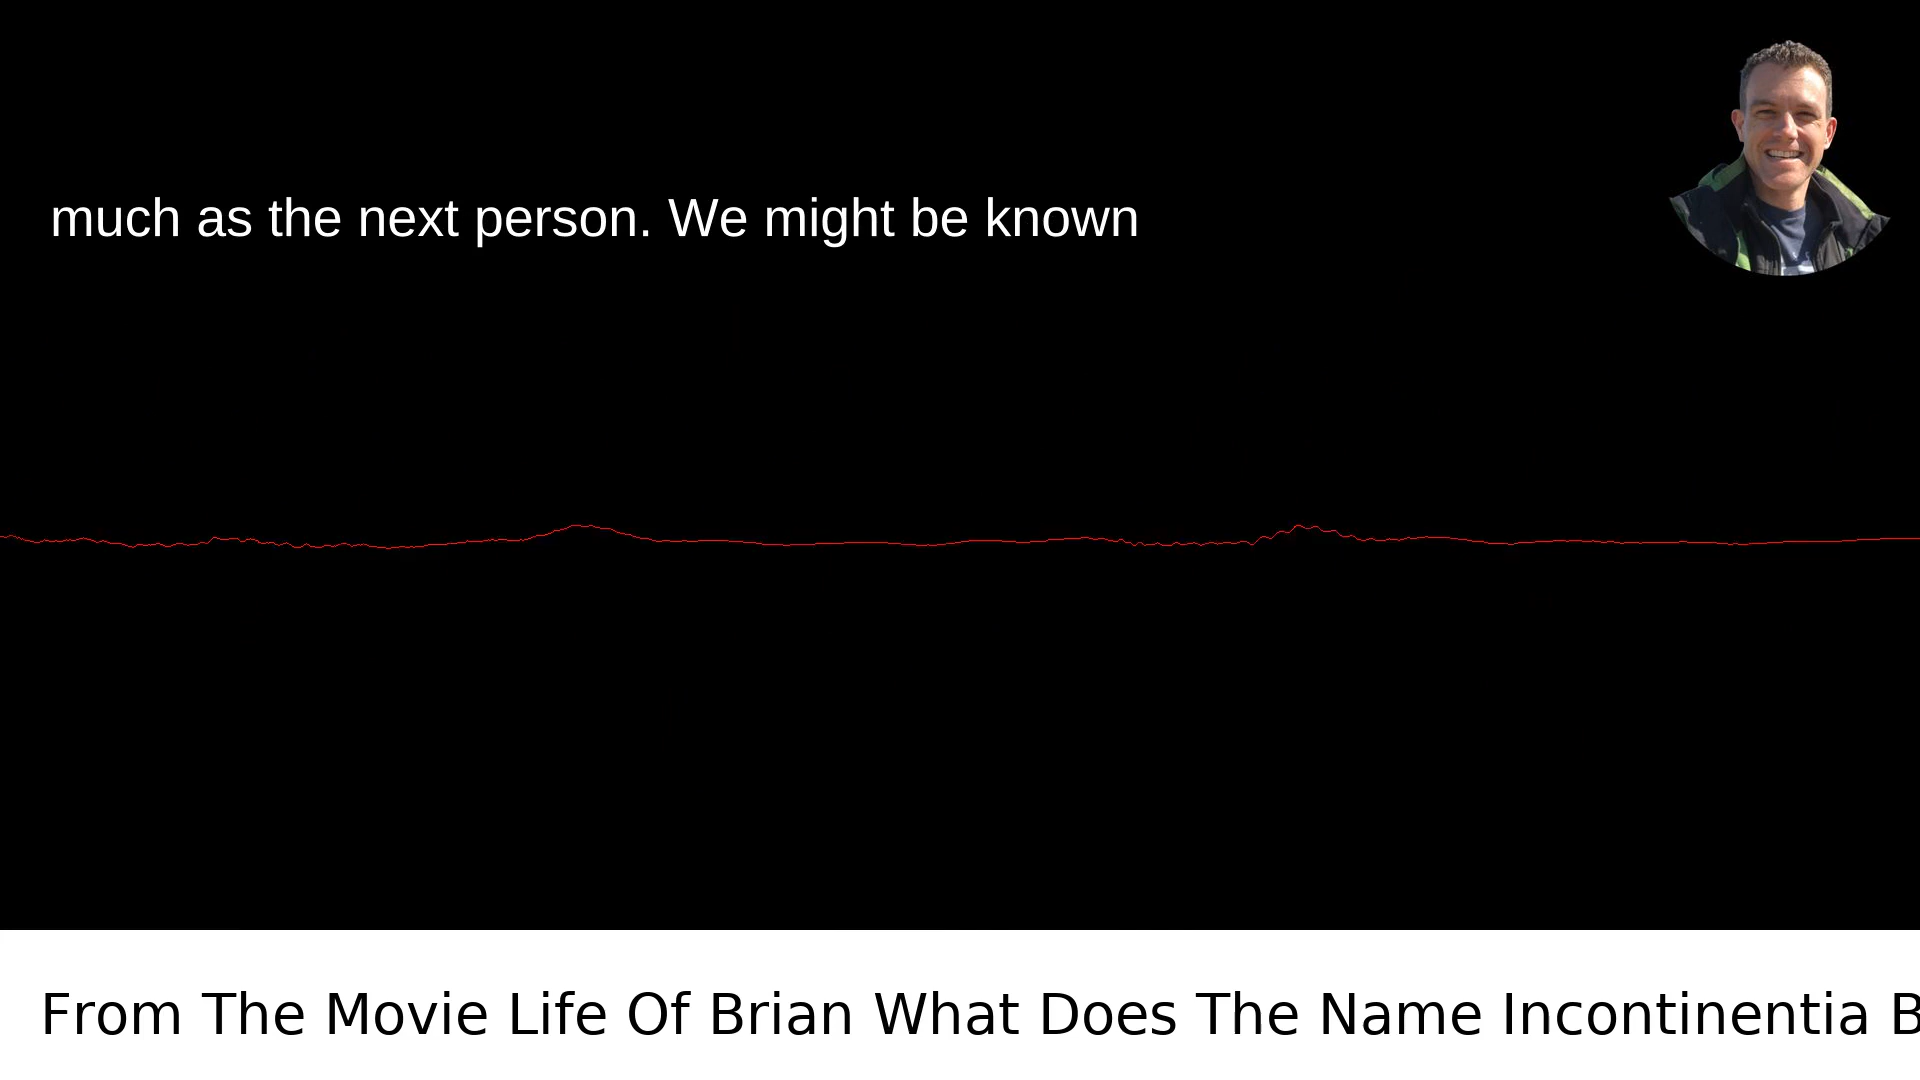 much as the next person. We might be known
From The Movie Life Of Brian What Does The Name Incontinentia B